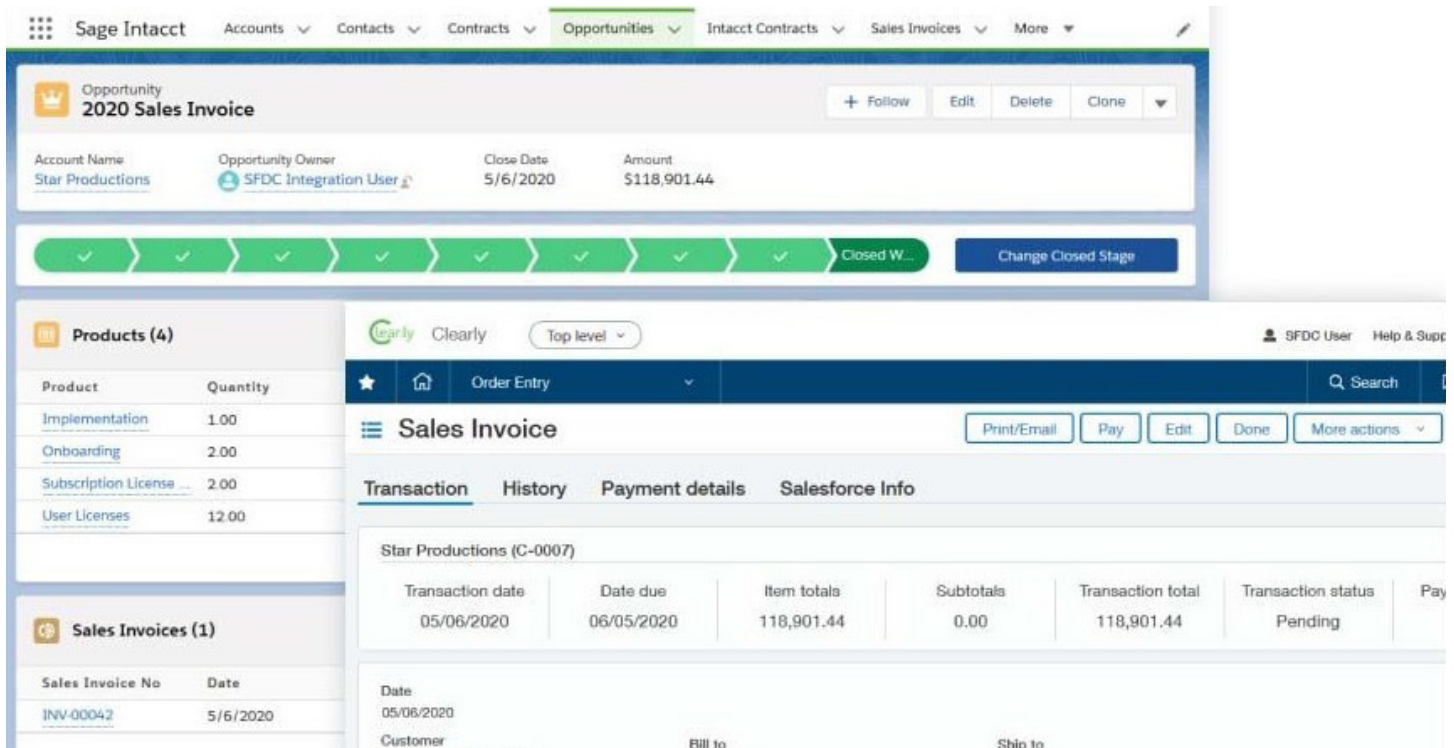 Sage Intacct Accounts Contacts Contracts Opportunities Intacct Contracts Sales Invoices More
Opportunity
2020 Sales Invoice
+ Follow Edit Delete Clone
Account Name Opportunity Owner Close Date Amount
Star Productions SFDC Integration User 5/6/2020 $118,901.44
Closed W... Change Closed Stage
Products (4)
Product Quantity
Implementation 1.00
Onboarding 2.00
Subscription License ... 2.00
User Licenses 12.00
Sales Invoices (1)
Sales Invoice No Date
INV-00042 5/6/2020
Clearly Clearly Top level SFDC User Help & Supp
Order Entry Search
Sales Invoice Print/Email Pay Edit Done More actions
Transaction History Payment details Salesforce Info
Star Productions (C-0007)
Transaction date Date due Item totals Subtotals Transaction total Transaction status Pay
05/06/2020 06/05/2020 118,901.44 0.00 118,901.44 Pending
Date
05/06/2020
Customer Bill to Ship to